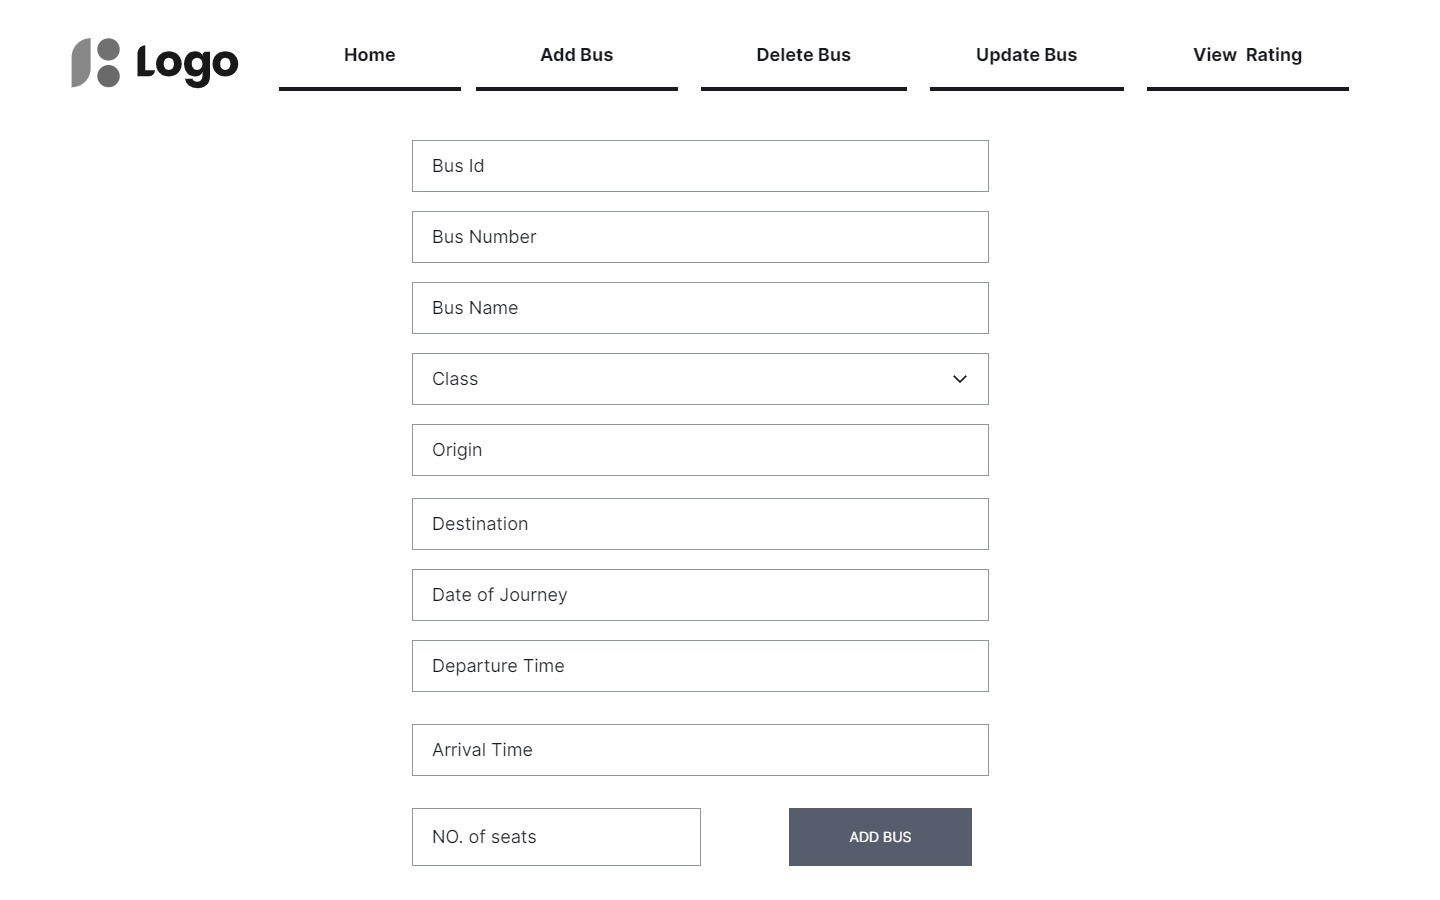 Logo
Home
Add Bus
Delete Bus
Update Bus
View  Rating
Bus Id
Bus Number
Bus Name
Class
Origin
Destination
Date of Journey
Departure Time
Arrival Time
NO. of seats
ADD BUS